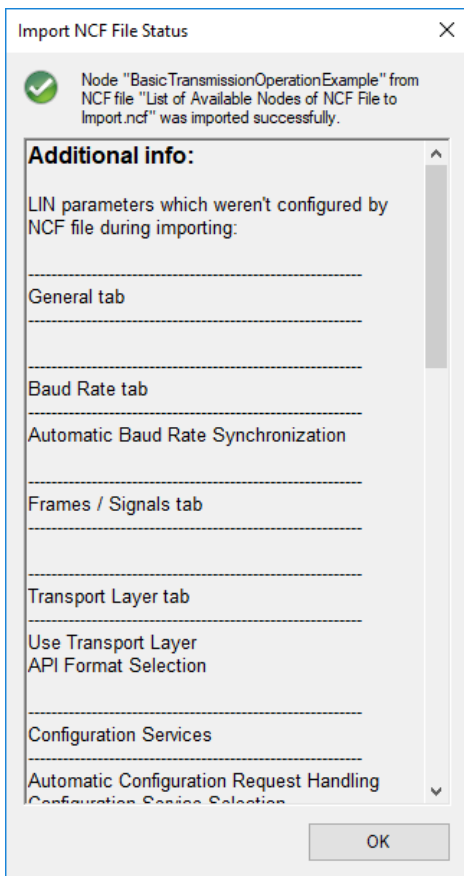 Import NCF File Status
Node "BasicTransmissionOperationExample" from
NCF file "List of Available Nodes of NCF File to
Import.ncf" was imported successfully.
Additional info:
LIN parameters which weren't configured by
NCF file during importing:
----------------------------------------------------------
General tab
----------------------------------------------------------
----------------------------------------------------------
Baud Rate tab
----------------------------------------------------------
Automatic Baud Rate Synchronization
----------------------------------------------------------
Frames / Signals tab
----------------------------------------------------------
----------------------------------------------------------
Transport Layer tab
----------------------------------------------------------
Use Transport Layer
API Format Selection
----------------------------------------------------------
Configuration Services
----------------------------------------------------------
Automatic Configuration Request Handling
Configuration Service Selection
OK